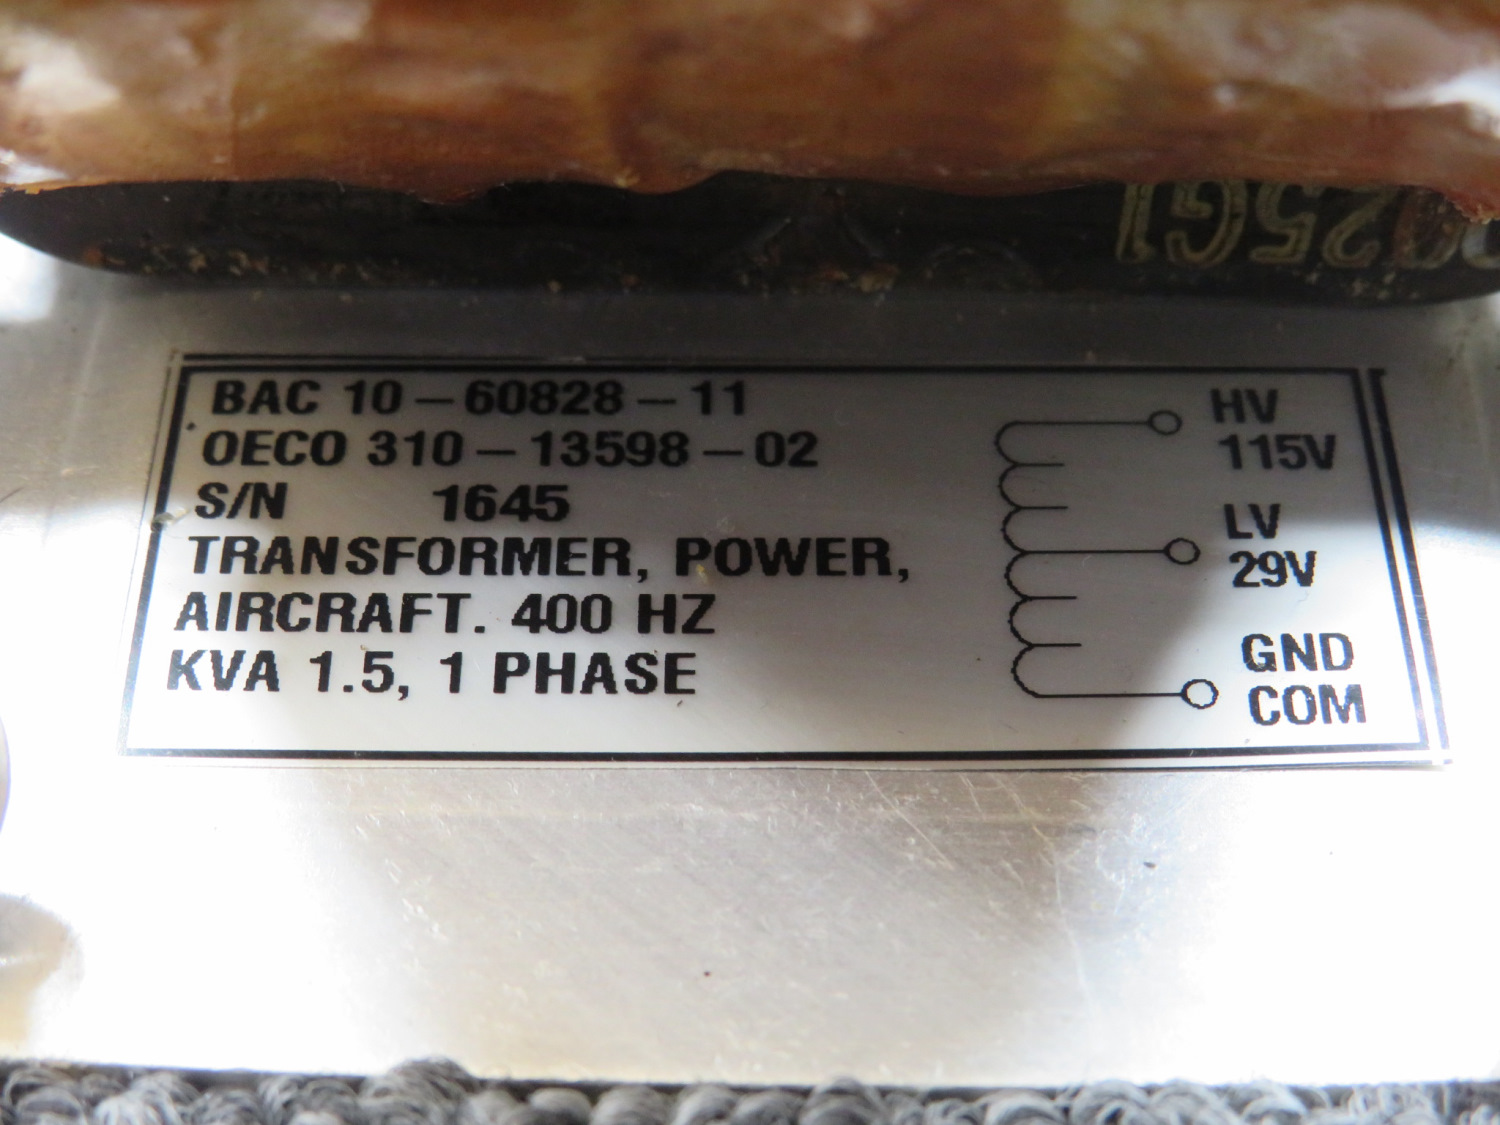 BAC 10-60828-11
OECO 310-13598-02
S/N 1645
TRANSFORMER, POWER,
AIRCRAFT. 400 HZ
KVA 1.5, 1 PHASE
HV
115V
LV
29V
GND
COM